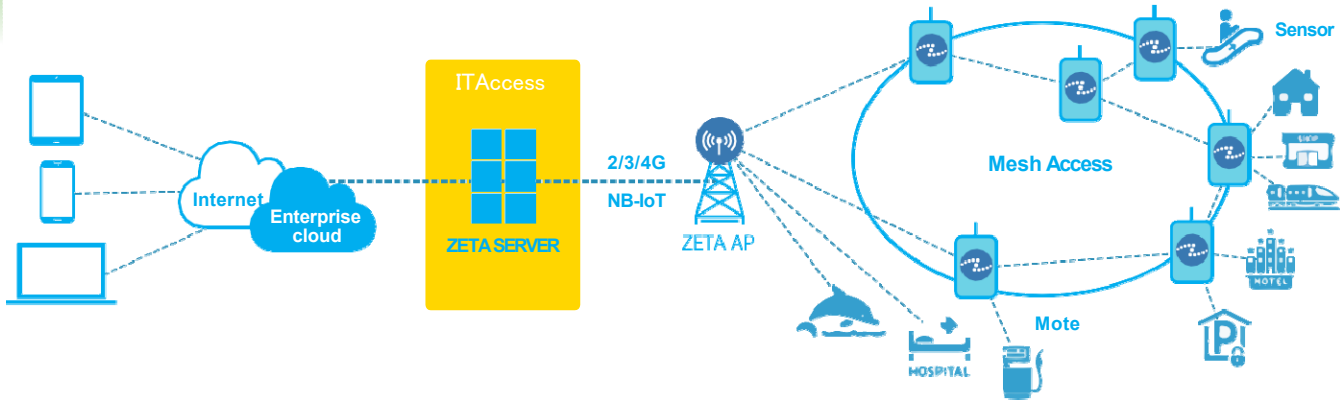 ITAccess
Sensor
2/3/4G
Mesh Access
Internet
NB-IoT
Enterprise
cloud
ZETA SERVER
ZETA AP
HOTEL
Mote
P
HOSPITAL